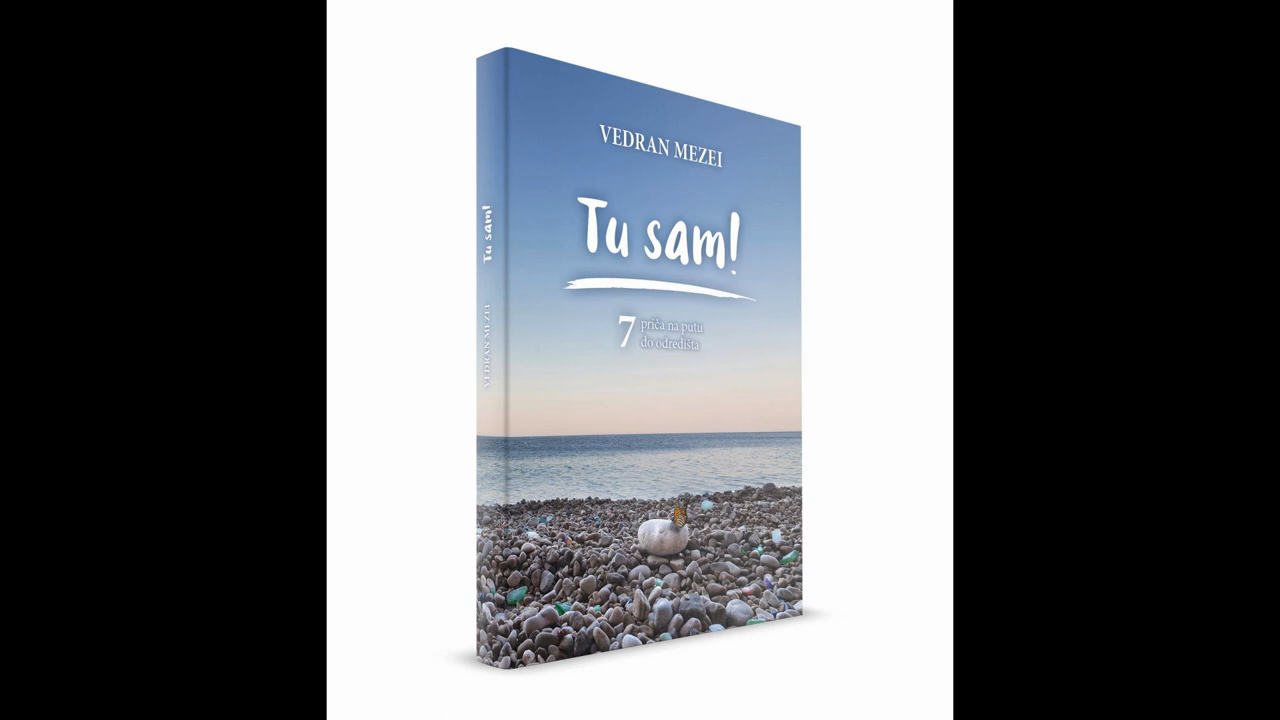 VEDRAN MEZEI
Tu sam!
7 priča na putu
do odredišta
Tu sam!
VEDRAN MEZEI